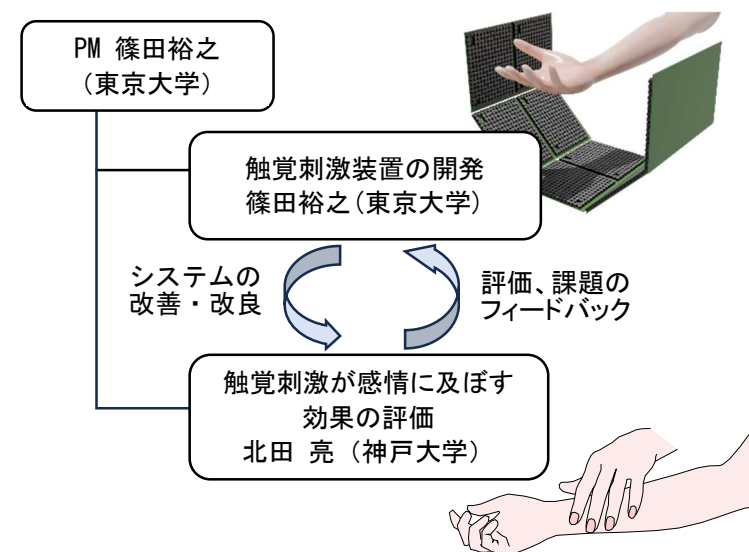 PM 篠田裕之
(東京大学)
触覚刺激装置の開発
篠田裕之(東京大学)
システムの
改善・改良
評価、課題の
フィードバック
触覚刺激が感情に及ぼす
効果の評価
北田 亮 (神戸大学)